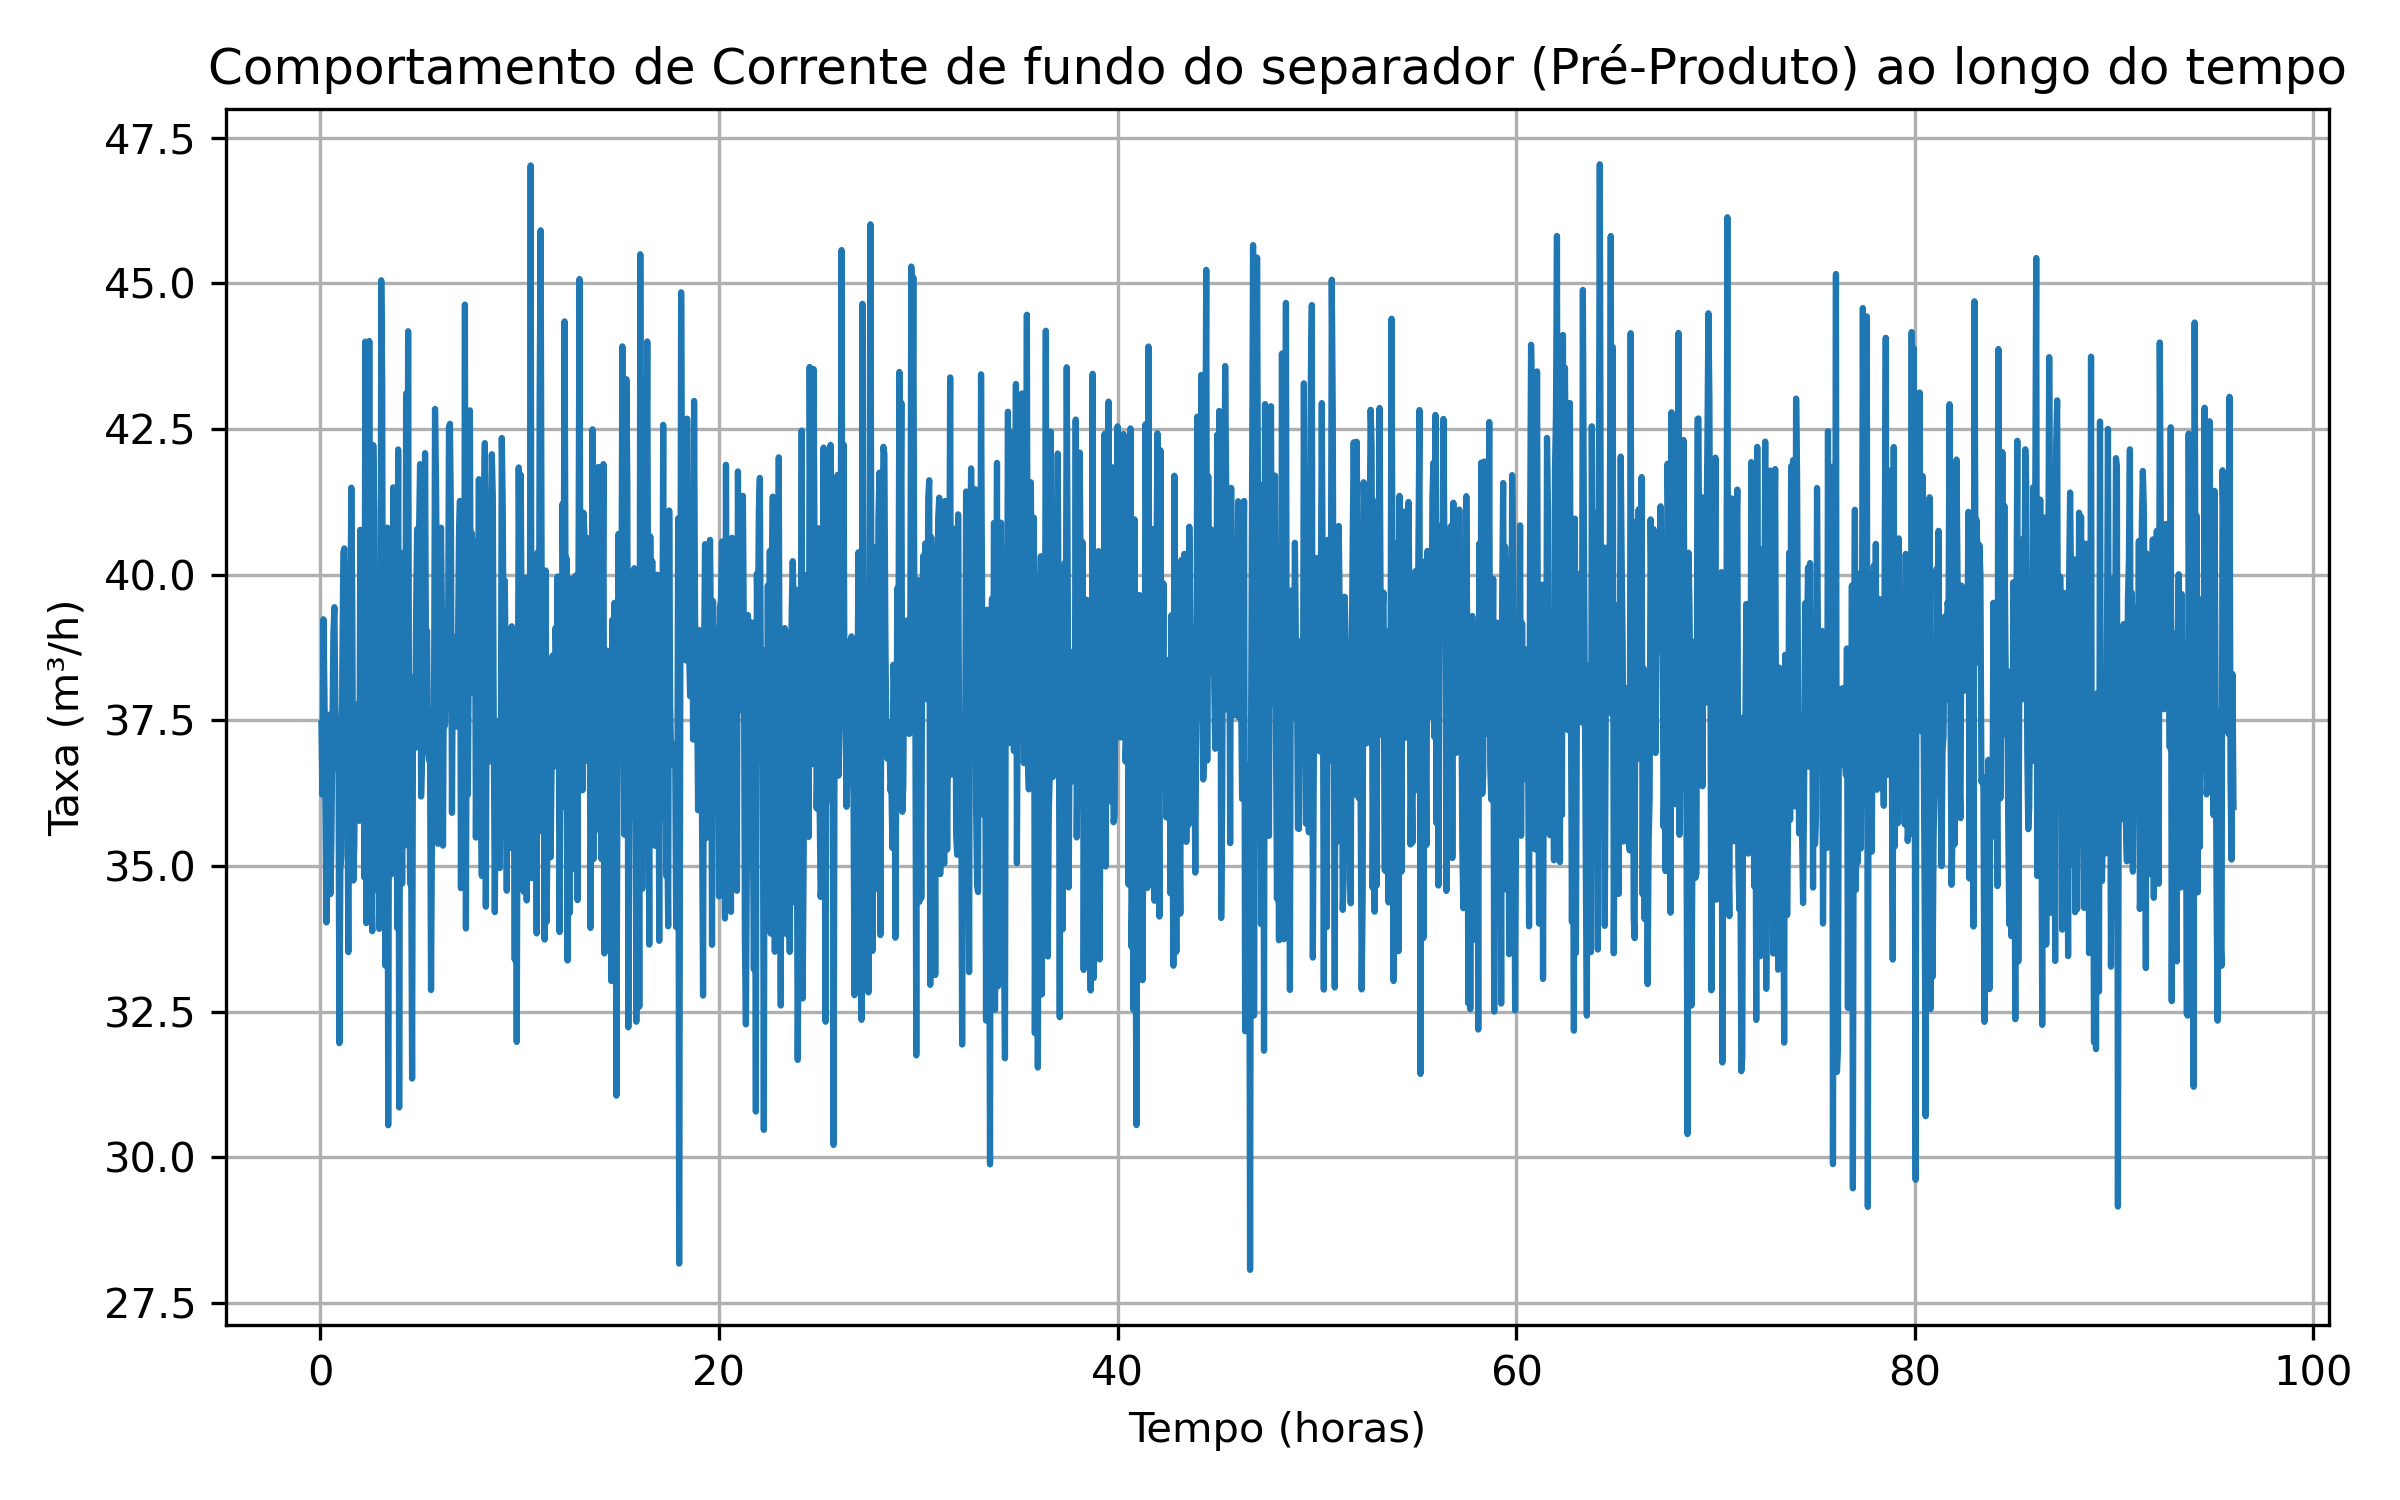 Comportamento de Corrente de fundo do separador (Pré-Produto) ao longo do tempo
47.5
45.0
42.5
40.0
37.5
35.0
32.5
30.0
27.5
Taxa (m³/h)
0 20 40 60 80 100
Tempo (horas)